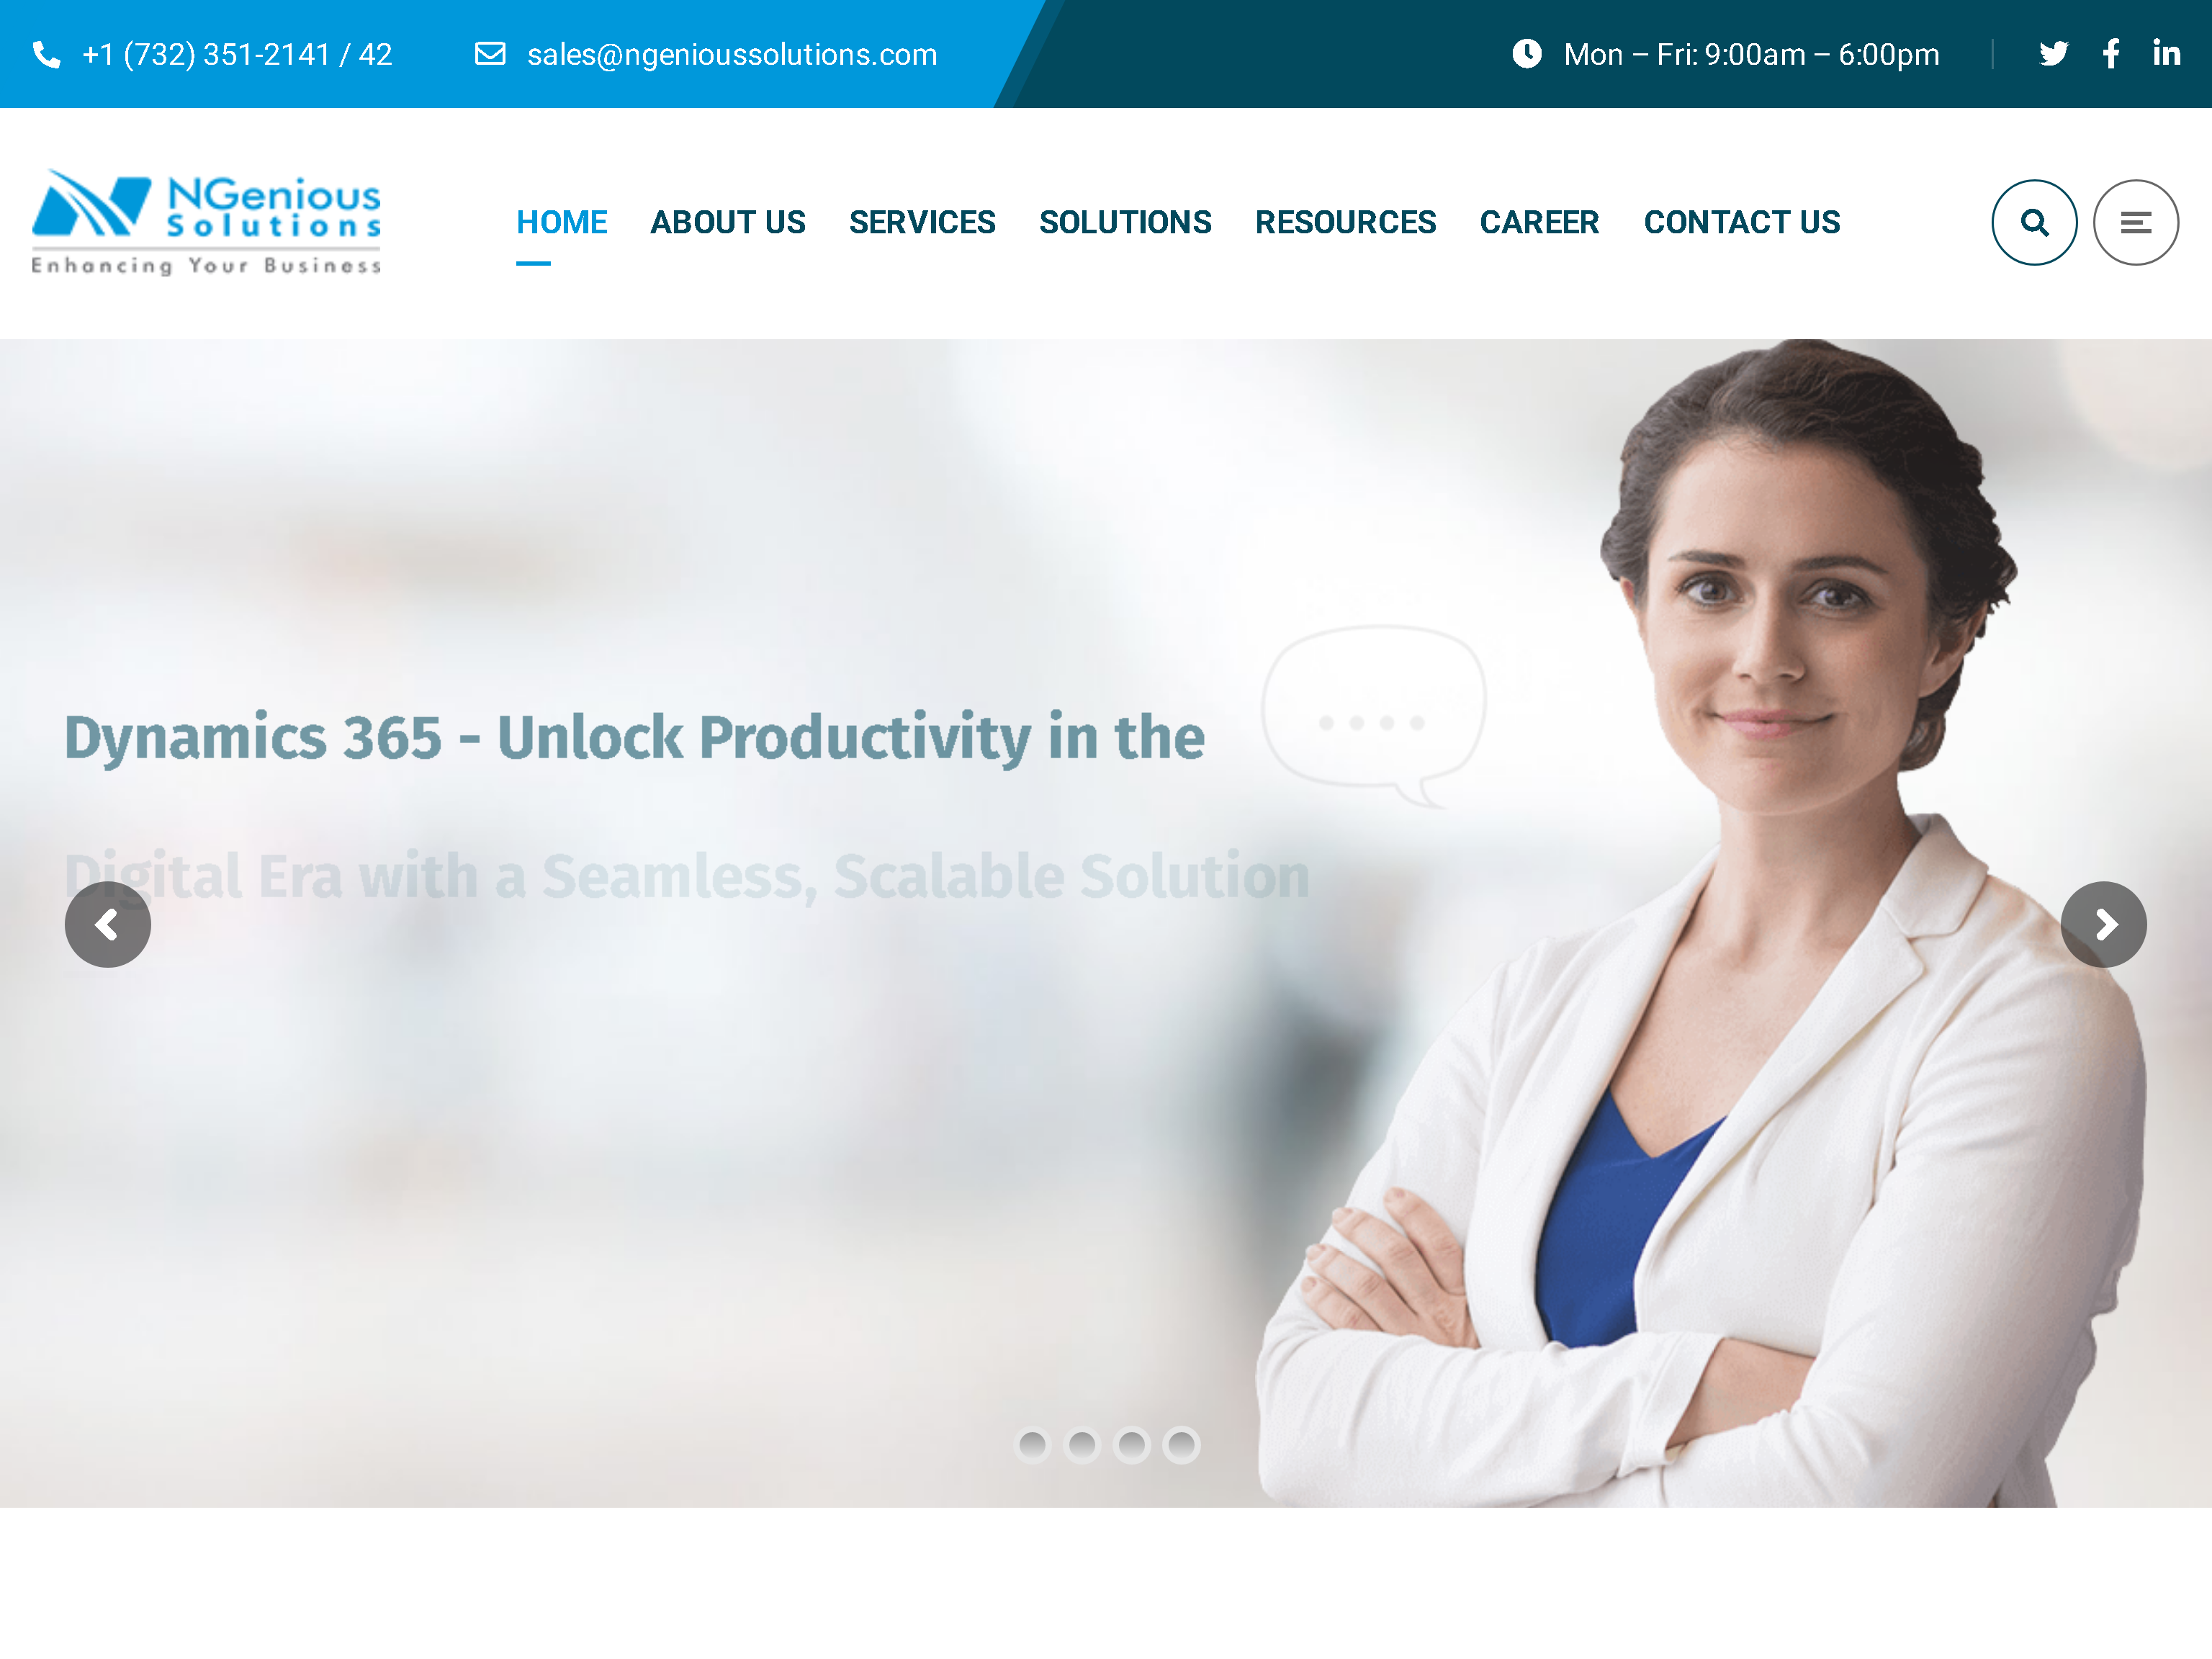 +1 (732) 351-2141 / 42
sales@ngenioussolutions.com
Mon – Fri: 9:00am – 6:00pm
NGenious
Solutions
Enhancing Your Business
HOME
ABOUT US
SERVICES
SOLUTIONS
RESOURCES
CAREER
CONTACT US
Dynamics 365 - Unlock Productivity in the
Digital Era with a Seamless, Scalable Solution